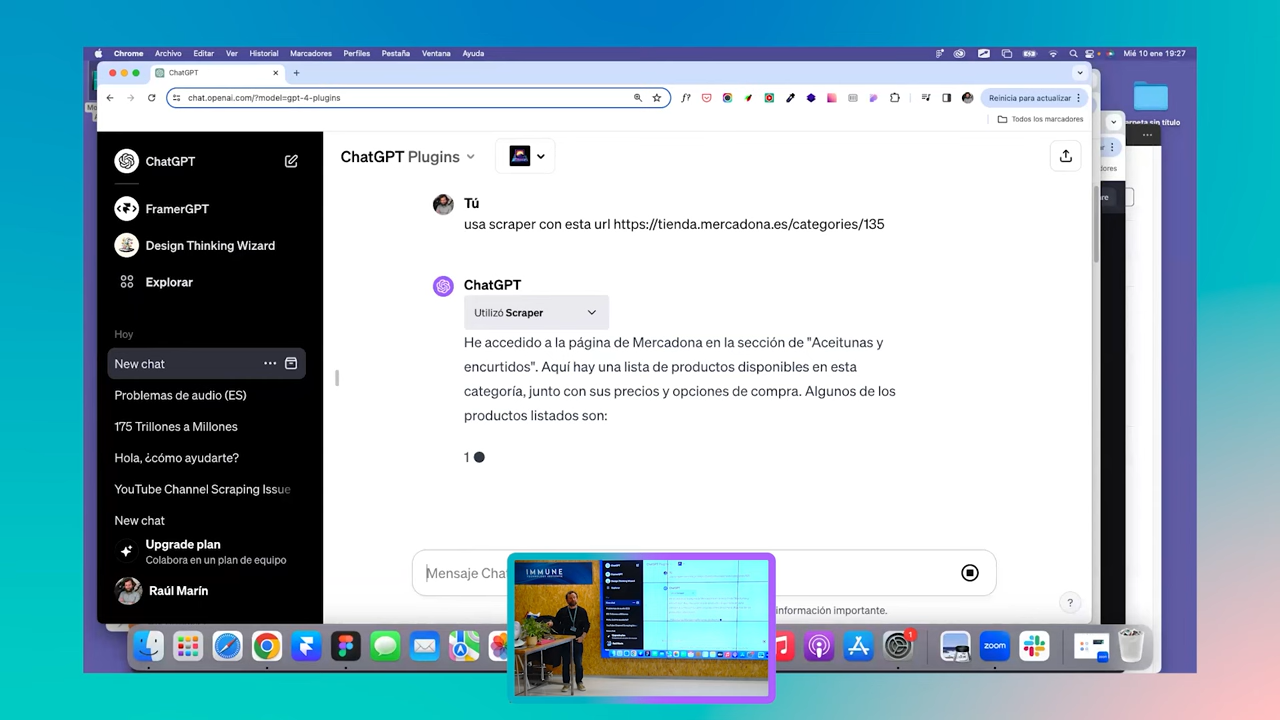 Chrome Archivo Editar Ver Historial Marcadores Perfiles Pestaña Ventana Ayuda Mié 10 ene 19:27
ChatGPT
chat.openai.com/?model=gpt-4-plugins
Reinicia para actualizar
Todos los marcadores
arpeta sin título
ChatGPT
FramerGPT
Design Thinking Wizard
Explorar
Hoy
New chat
Problemas de audio (ES)
175 Trillones a Millones
Hola, ¿cómo ayudarte?
YouTube Channel Scraping Issue
New chat
Upgrade plan
Colabora en un plan de equipo
Raúl Marín
ChatGPT Plugins
Tú
usa scraper con esta url https://tienda.mercadona.es/categories/135
ChatGPT
Utilizó Scraper
He accedido a la página de Mercadona en la sección de "Aceitunas y
encurtidos". Aquí hay una lista de productos disponibles en esta
categoría, junto con sus precios y opciones de compra. Algunos de los
productos listados son:
1
Mensaje Cha
información importante.
?
IMMUNE
zoom
1